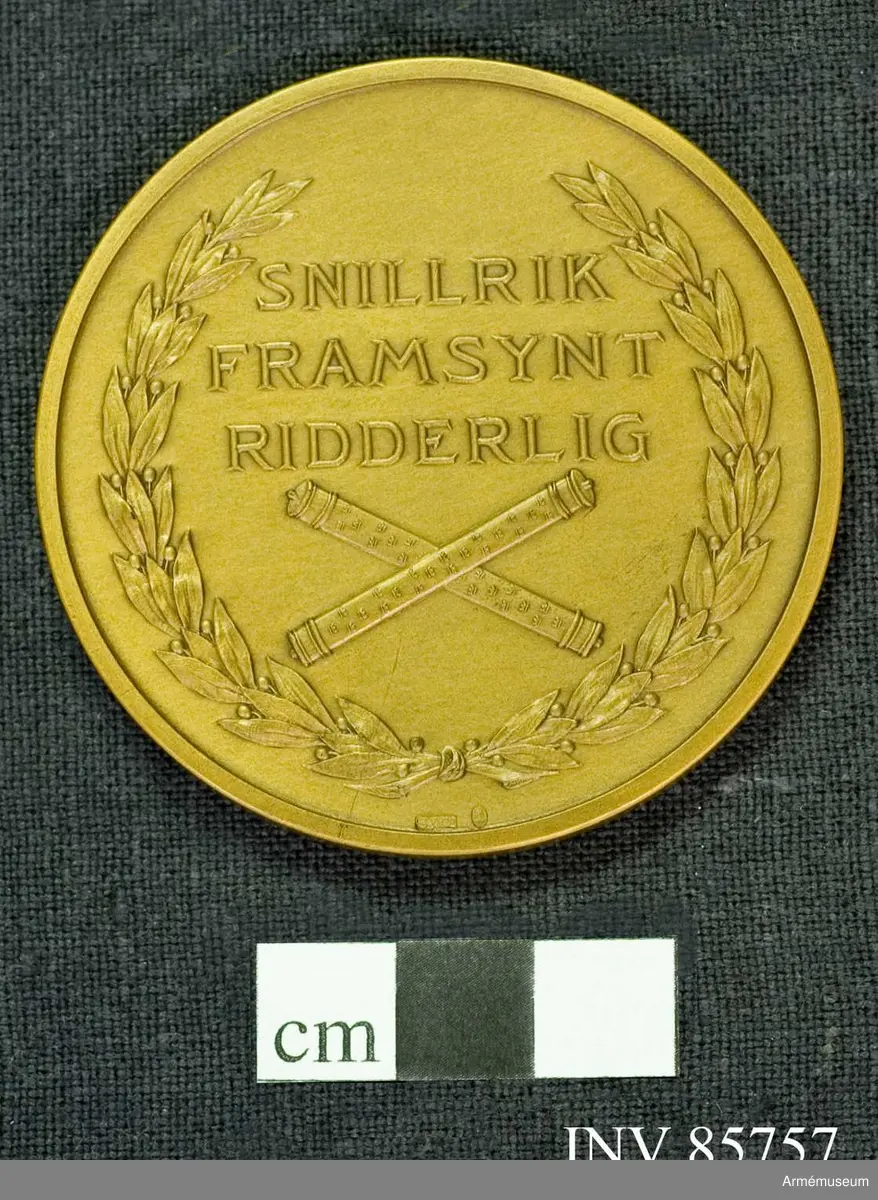 SNILLRIK
FRAMSYNT
RIDDERLIG
cm
INV 85757
Armémuseum